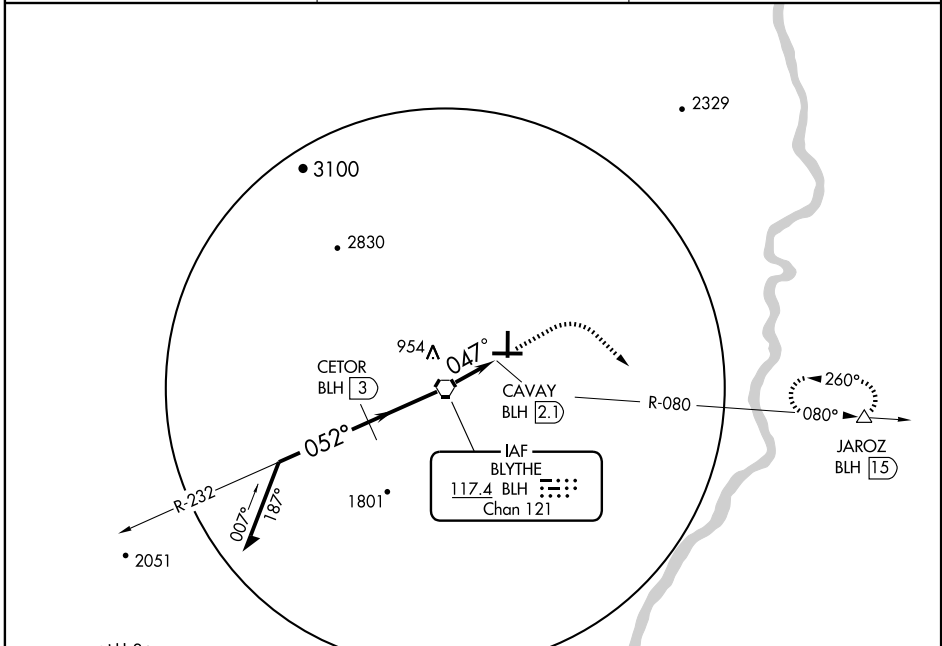 2329
3100
2830
954
047°
CETOR
BLH 3
CAVAY
BLH 2.1
R-080
260°
080°
JAROZ
BLH 15
052°
IAF
BLYTHE
117.4 BLH
Chan 121
R-232
007°
187°
1801
2051